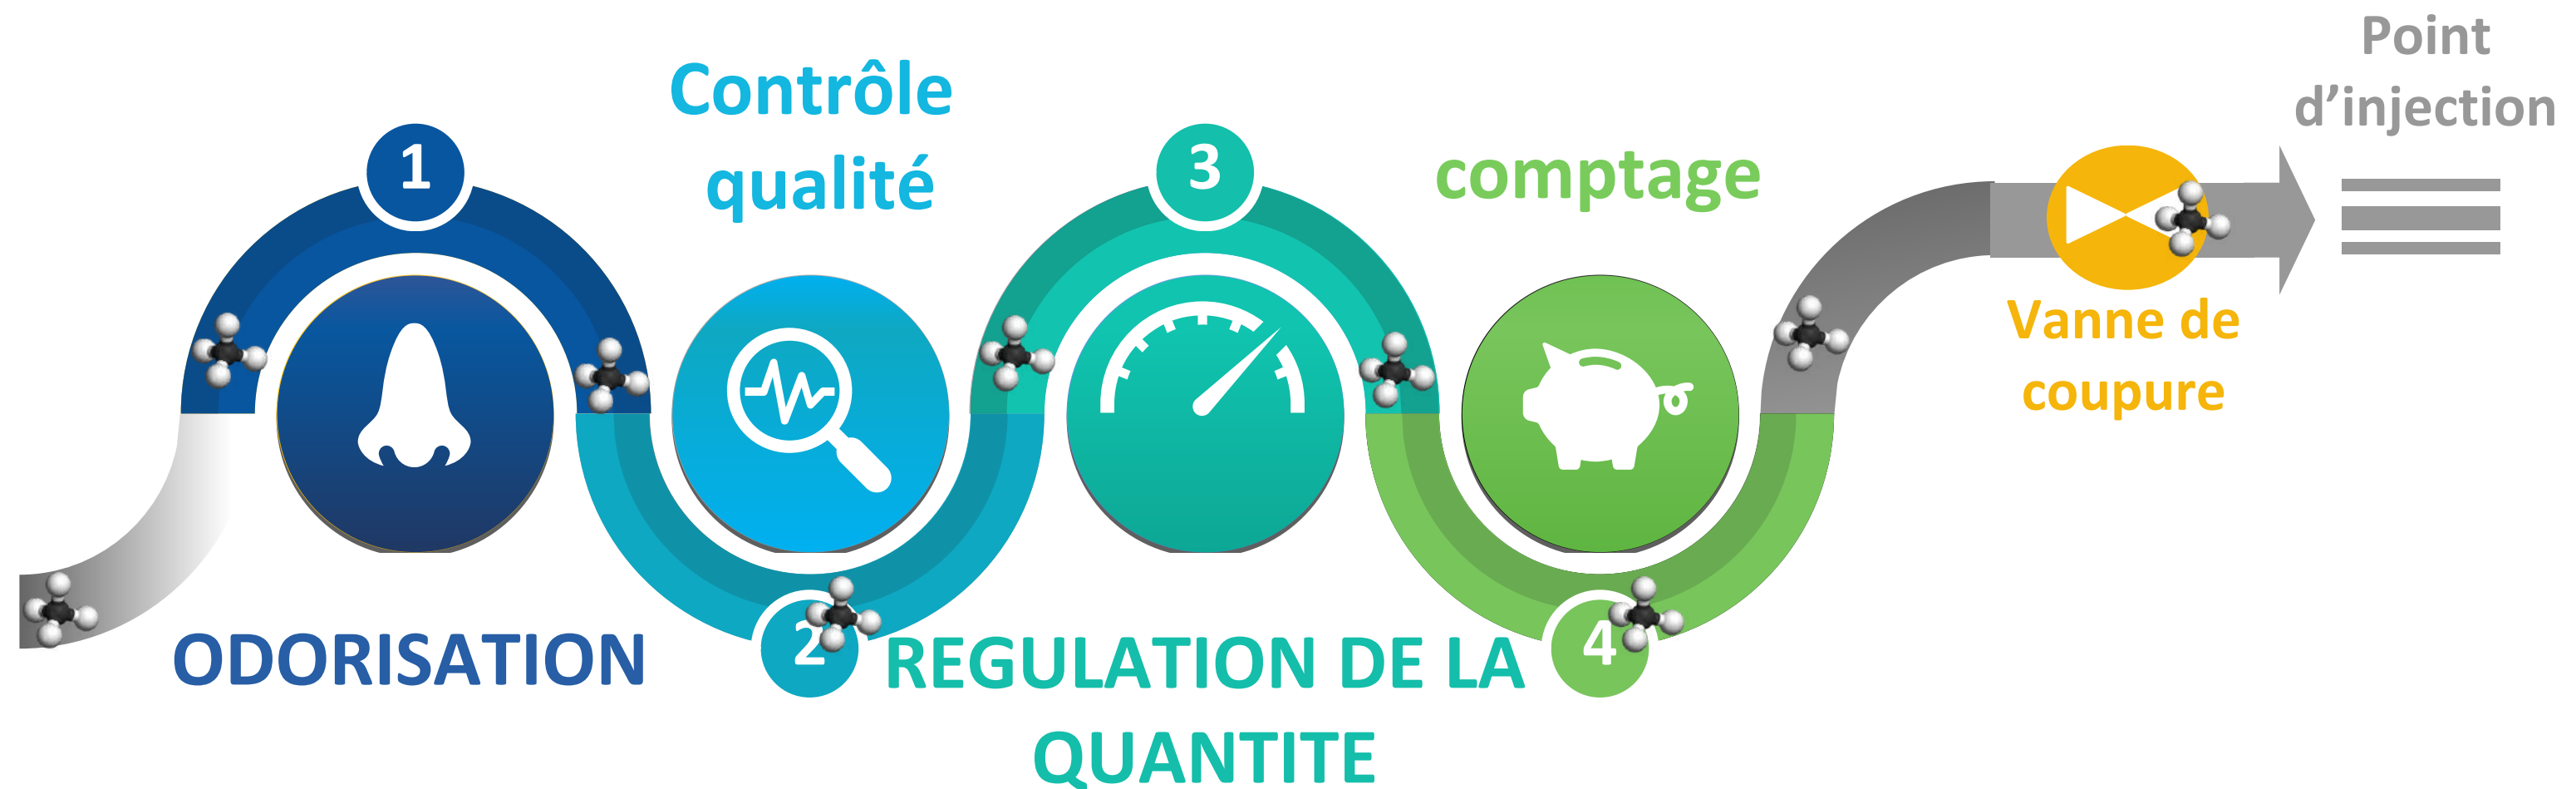 1
ODORISATION
Contrôle
qualité
2
3
REGULATION DE LA
QUANTITE
comptage
4
Vanne de
coupure
Point
d’injection